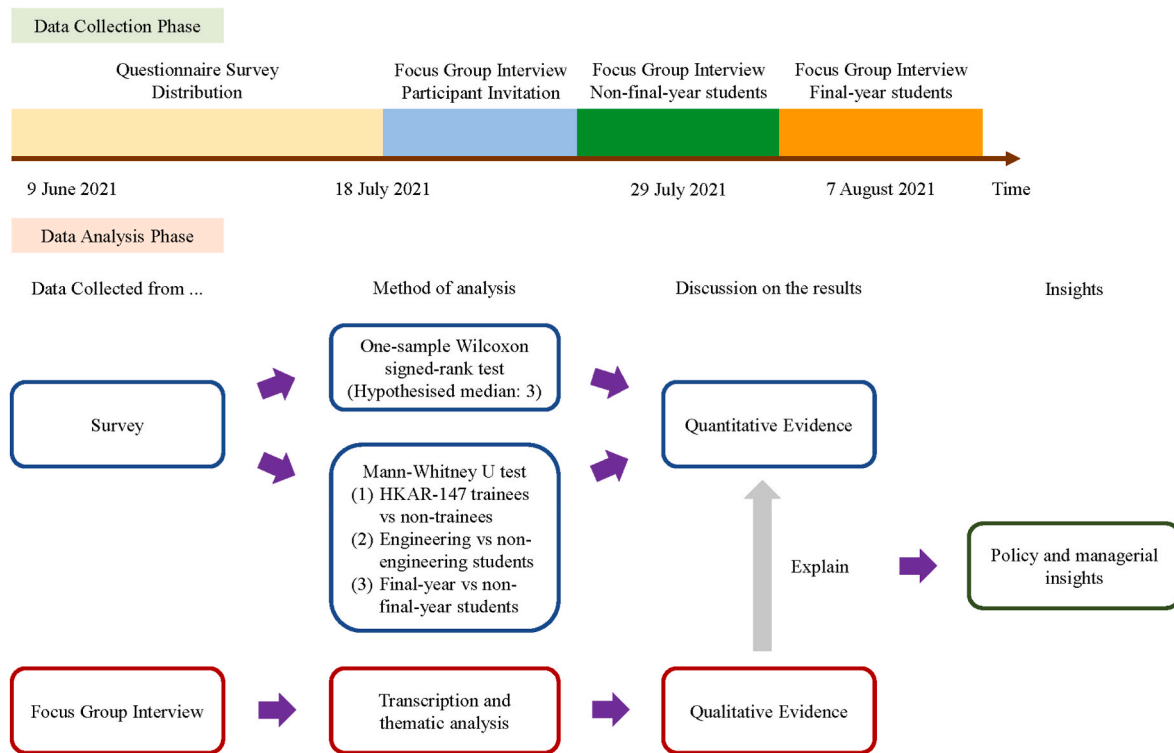 Data Collection Phase
Questionnaire Survey
Distribution
Focus Group Interview
Participant Invitation
Focus Group Interview
Non-final-year students
Focus Group Interview
Final-year students
9 June 2021
18 July 2021
29 July 2021
7 August 2021
Time
Data Analysis Phase
Data Collected from ...
Method of analysis
Discussion on the results
Insights
One-sample Wilcoxon
signed-rank test
(Hypothesised median: 3)
Survey
Quantitative Evidence
Mann-Whitney U test
(1) HKAR-147 trainees
vs non-trainees
(2) Engineering vs non-
engineering students
(3) Final-year vs non-
final-year students
Explain
Policy and managerial
insights
Focus Group Interview
Transcription and
thematic analysis
Qualitative Evidence